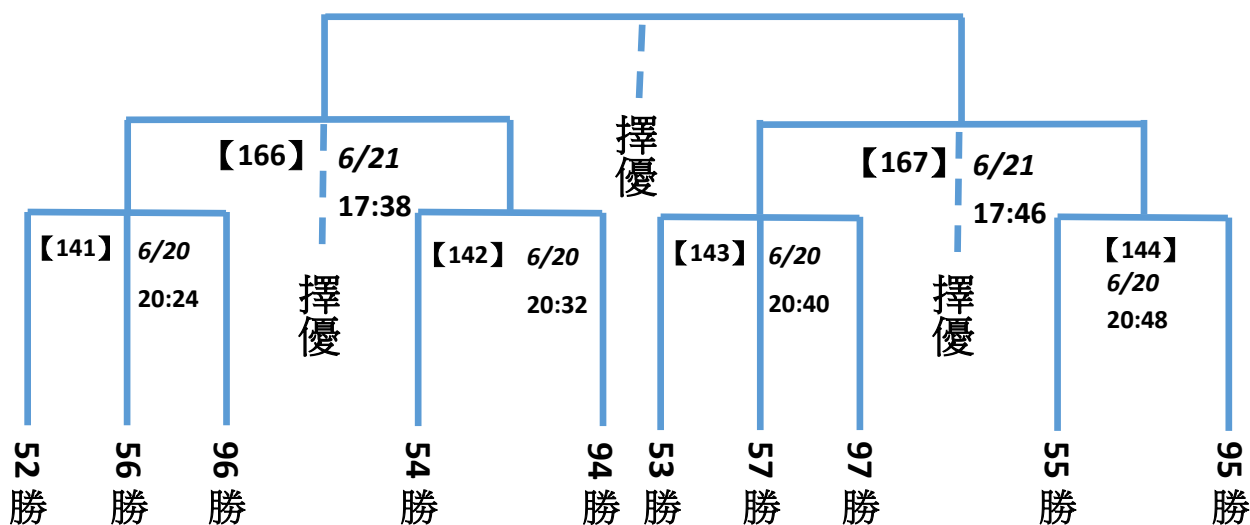 擇優
【166】 6/21
17:38
擇優
【167】 6/21
17:46
擇優
【141】 6/20
20:24
【142】 6/20
20:32
【143】 6/20
20:40
【144】
6/20
20:48
52勝
56勝
96勝
54勝
94勝
53勝
57勝
97勝
55勝
95勝